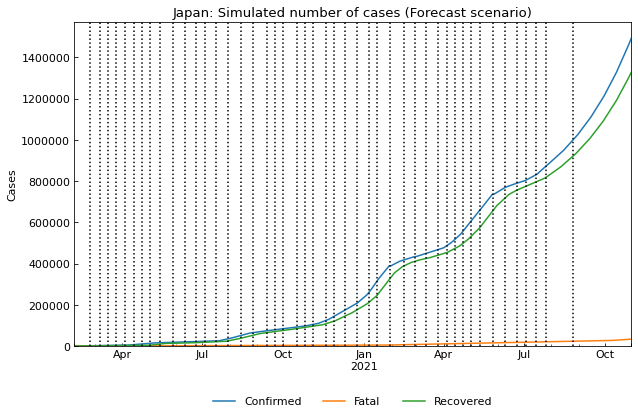 Japan: Simulated number of cases (Forecast scenario)
1400000
1200000
1000000
800000
600000
400000
200000
0
Cases
Apr Jul Oct Jan Apr Jul Oct
2021
Confirmed Fatal Recovered